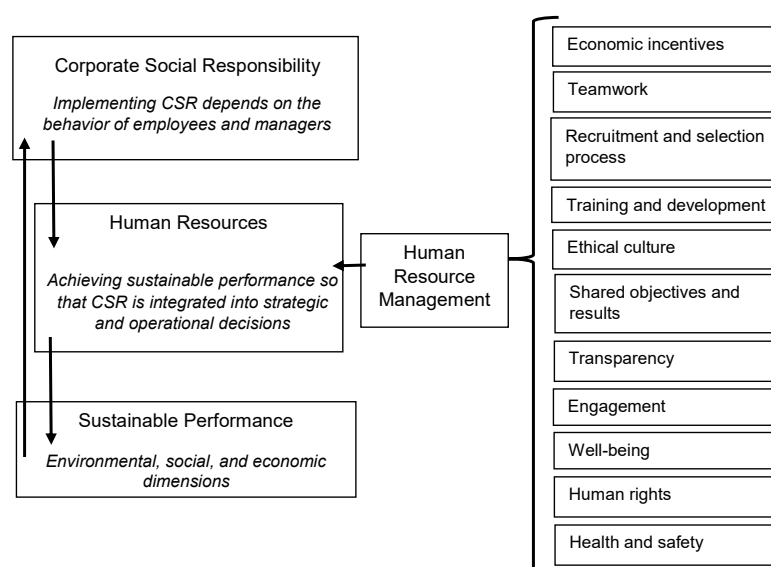 Corporate Social Responsibility
Implementing CSR depends on the
behavior of employees and managers
Human Resources
Achieving sustainable performance so
that CSR is integrated into strategic
and operational decisions
Sustainable Performance
Environmental, social, and economic
dimensions
Human
Resource
Management
Economic incentives
Teamwork
Recruitment and selection
process
Training and development
Ethical culture
Shared objectives and
results
Transparency
Engagement
Well-being
Human rights
Health and safety